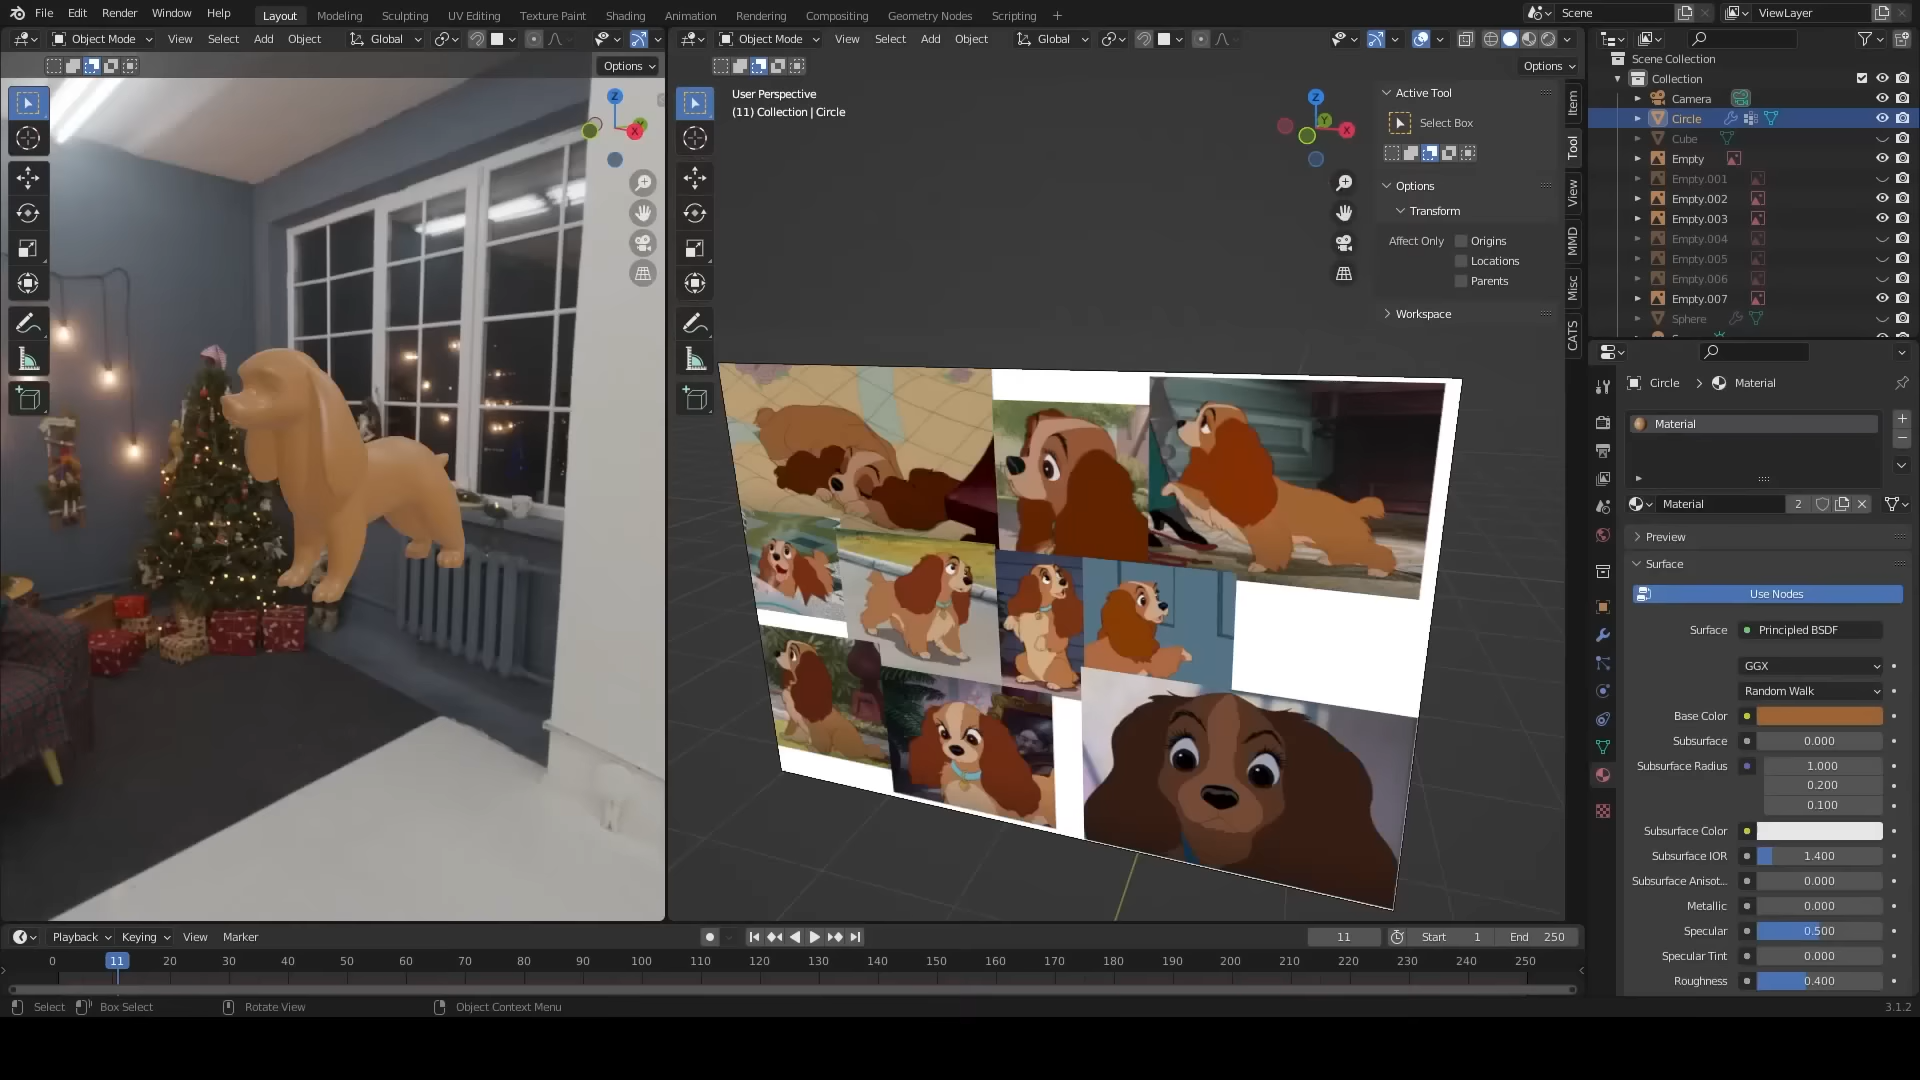 File Edit Render Window Help Layout Modeling Sculpting UV Editing Texture Paint Shading Animation Rendering Compositing Geometry Nodes Scripting + Scene ViewLayer
Object Mode View Select Add Object Global Object Mode View Select Add Object Global
Options Options
User Perspective
(11) Collection | Circle
Z
Y
X
Z
Y
X
Active Tool
Select Box
Options
Transform
Affect Only Origins
Locations
Parents
Workspace
Item
Tool
View
MMD
Misc
CATS
Scene Collection
Collection
Camera
Circle
Cube
Empty
Empty.001
Empty.002
Empty.003
Empty.004
Empty.005
Empty.006
Empty.007
Sphere
Circle > Material
Material
Material 2
Preview
Surface
Use Nodes
Surface Principled BSDF
GGX
Random Walk
Base Color
Subsurface 0.000
Subsurface Radius 1.000
0.200
0.100
Subsurface Color
Subsurface IOR 1.400
Subsurface Anisot... 0.000
Metallic 0.000
Specular 0.500
Specular Tint 0.000
Roughness 0.400
Playback Keying View Marker 11 Start 1 End 250
0 11 20 30 40 50 60 70 80 90 100 110 120 130 140 150 160 170 180 190 200 210 220 230 240 250
Select Box Select Rotate View Object Context Menu 3.1.2